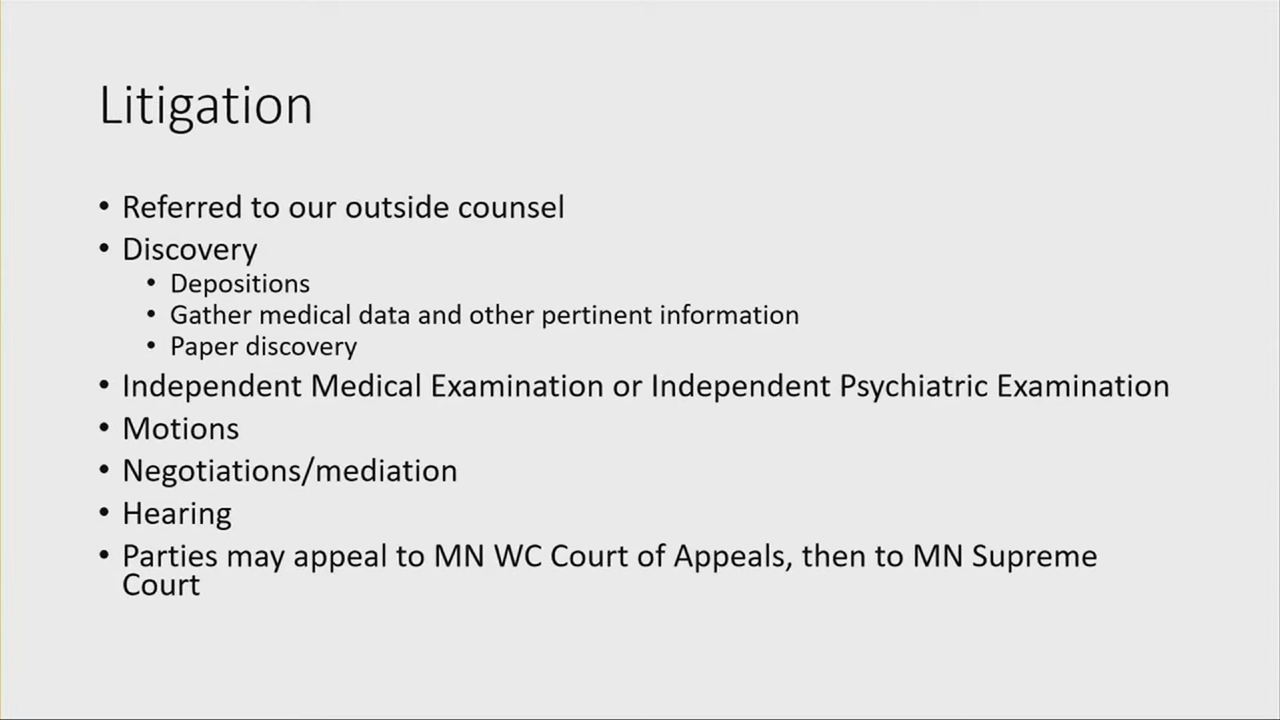 Litigation
• Referred to our outside counsel
• Discovery
• Depositions
• Gather medical data and other pertinent information
• Paper discovery
• Independent Medical Examination or Independent Psychiatric Examination
• Motions
• Negotiations/mediation
• Hearing
• Parties may appeal to MN WC Court of Appeals, then to MN Supreme
Court